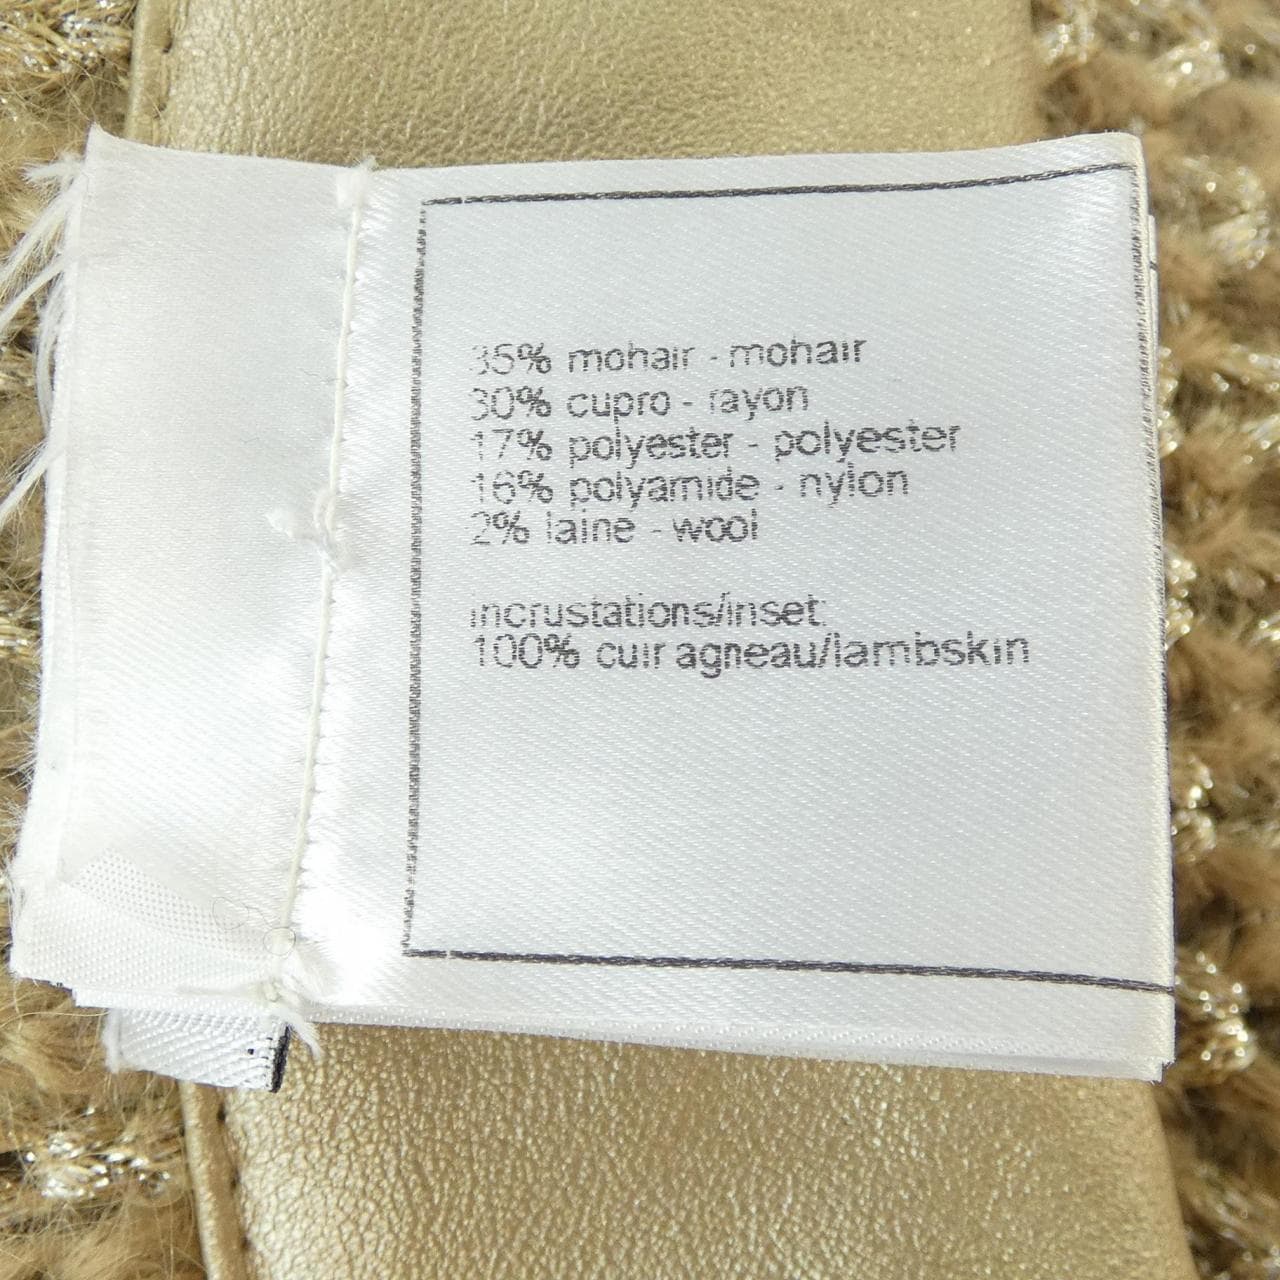 35% mohair - mohair
30% cupro - rayon
17% polyester - polyester
16% polyamide - nylon
2% laine - wool
incrustations/inset:
100% cuir agneau/lambskin